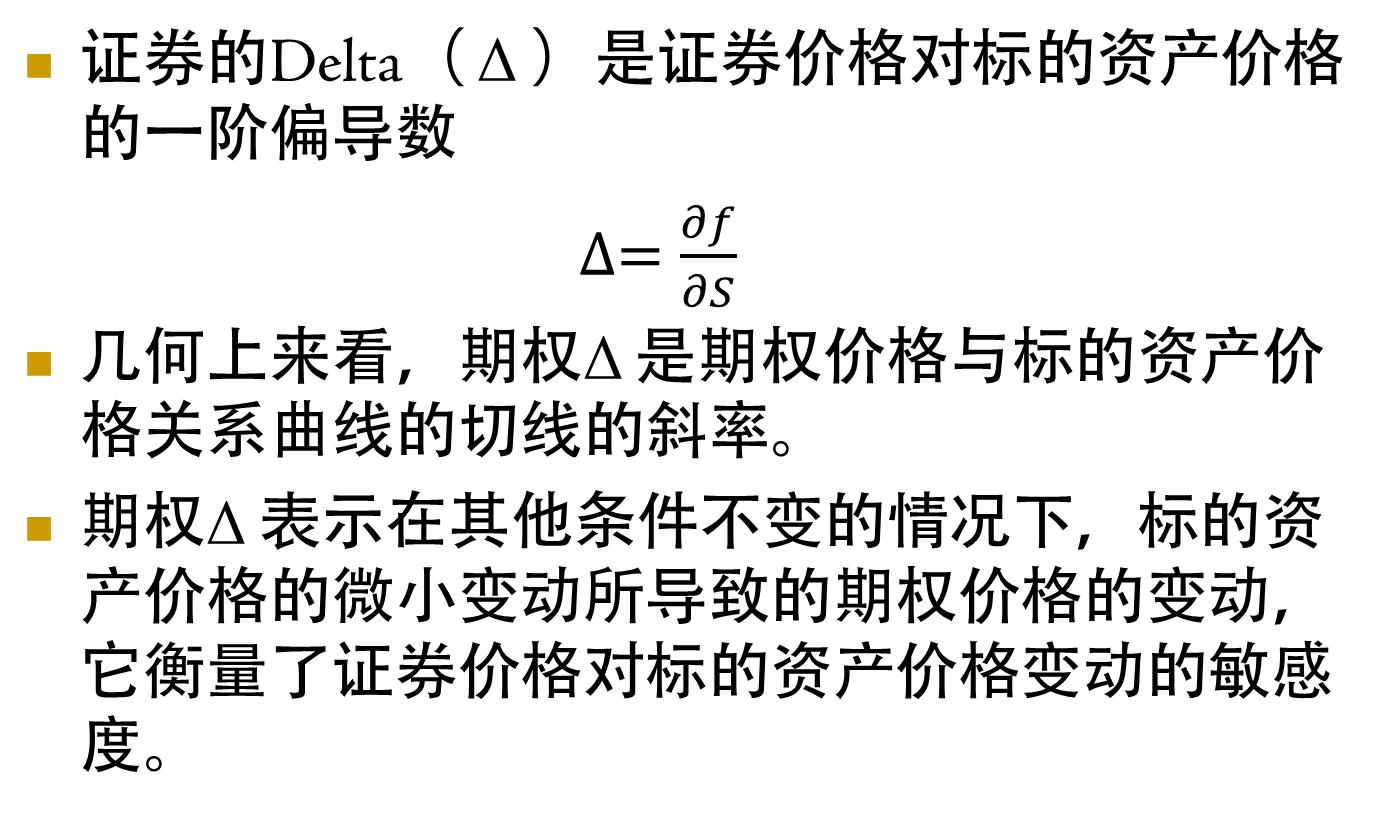 ■ 证券的Delta（Δ）是证券价格对标的资产价格
的一阶偏导数
Δ= ∂f/∂S
■ 几何上来看，期权Δ 是期权价格与标的资产价
格关系曲线的切线的斜率。
■ 期权Δ 表示在其他条件不变的情况下，标的资
产价格的微小变动所导致的期权价格的变动，
它衡量了证券价格对标的资产价格变动的敏感
度。